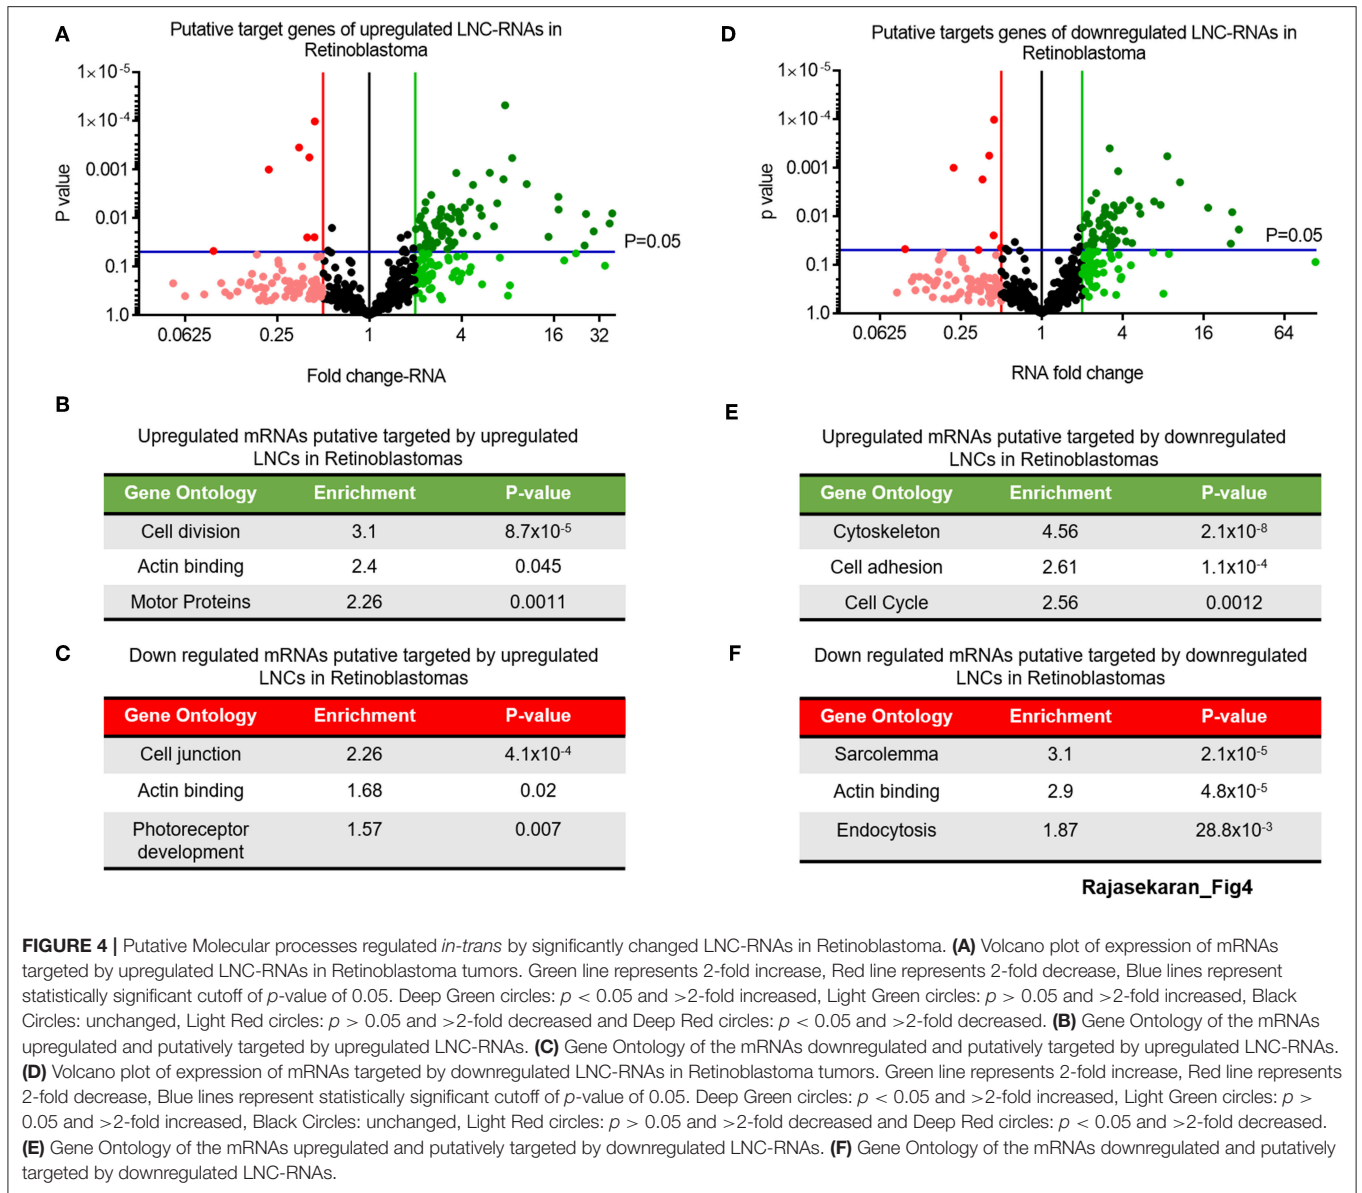 A
Putative target genes of upregulated LNC-RNAs in
Retinoblastoma
P value
1×10-5
1×10-4
0.001
0.01
0.1
1.0
P=0.05
0.0625 0.25 1 4 16 32
Fold change-RNA
D
Putative targets genes of downregulated LNC-RNAs in
Retinoblastoma
p value
1×10-5
1×10-4
0.001
0.01
0.1
1.0
P=0.05
0.0625 0.25 1 4 16 64
RNA fold change
B
Upregulated mRNAs putative targeted by upregulated
LNCs in Retinoblastomas
Gene Ontology Enrichment P-value
Cell division 3.1 8.7x10-5
Actin binding 2.4 0.045
Motor Proteins 2.26 0.0011
E
Upregulated mRNAs putative targeted by downregulated
LNCs in Retinoblastomas
Gene Ontology Enrichment P-value
Cytoskeleton 4.56 2.1x10-8
Cell adhesion 2.61 1.1x10-4
Cell Cycle 2.56 0.0012
C
Down regulated mRNAs putative targeted by upregulated
LNCs in Retinoblastomas
Gene Ontology Enrichment P-value
Cell junction 2.26 4.1x10-4
Actin binding 1.68 0.02
Photoreceptor 1.57 0.007
development
F
Down regulated mRNAs putative targeted by downregulated
LNCs in Retinoblastomas
Gene Ontology Enrichment P-value
Sarcolemma 3.1 2.1x10-5
Actin binding 2.9 4.8x10-5
Endocytosis 1.87 28.8x10-3
Rajasekaran_Fig4
FIGURE 4 | Putative Molecular processes regulated in-trans by significantly changed LNC-RNAs in Retinoblastoma. (A) Volcano plot of expression of mRNAs
targeted by upregulated LNC-RNAs in Retinoblastoma tumors. Green line represents 2-fold increase, Red line represents 2-fold decrease, Blue lines represent
statistically significant cutoff of p-value of 0.05. Deep Green circles: p < 0.05 and >2-fold increased, Light Green circles: p > 0.05 and >2-fold increased, Black
Circles: unchanged, Light Red circles: p > 0.05 and >2-fold decreased and Deep Red circles: p < 0.05 and >2-fold decreased. (B) Gene Ontology of the mRNAs
upregulated and putatively targeted by upregulated LNC-RNAs. (C) Gene Ontology of the mRNAs downregulated and putatively targeted by upregulated LNC-RNAs.
(D) Volcano plot of expression of mRNAs targeted by downregulated LNC-RNAs in Retinoblastoma tumors. Green line represents 2-fold increase, Red line represents
2-fold decrease, Blue lines represent statistically significant cutoff of p-value of 0.05. Deep Green circles: p < 0.05 and >2-fold increased, Light Green circles: p >
0.05 and >2-fold increased, Black Circles: unchanged, Light Red circles: p > 0.05 and >2-fold decreased and Deep Red circles: p < 0.05 and >2-fold decreased.
(E) Gene Ontology of the mRNAs upregulated and putatively targeted by downregulated LNC-RNAs. (F) Gene Ontology of the mRNAs downregulated and putatively
targeted by downregulated LNC-RNAs.